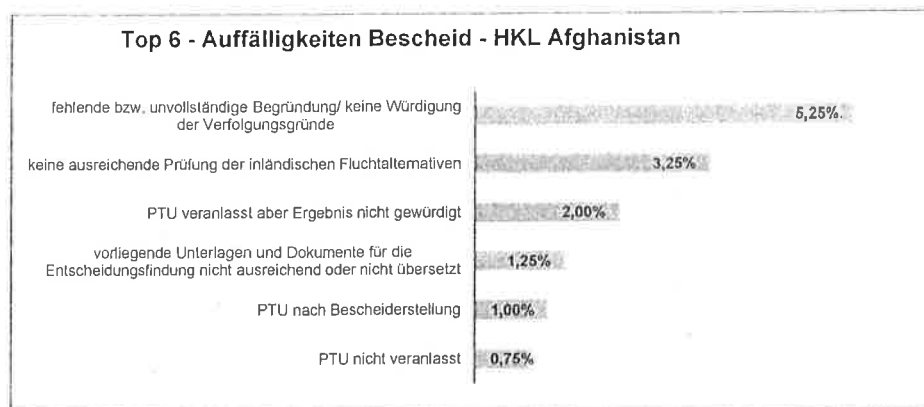 Top 6 - Auffälligkeiten Bescheid - HKL Afghanistan
fehlende bzw. unvollständige Begründung/ keine Würdigung
der Verfolgungsgründe
5,25%
keine ausreichende Prüfung der inländischen Fluchtalternativen
3,25%
PTU veranlasst aber Ergebnis nicht gewürdigt
2,00%
vorliegende Unterlagen und Dokumente für die
Entscheidungsfindung nicht ausreichend oder nicht übersetzt
1,25%
PTU nach Bescheiderstellung
1,00%
PTU nicht veranlasst
0,75%